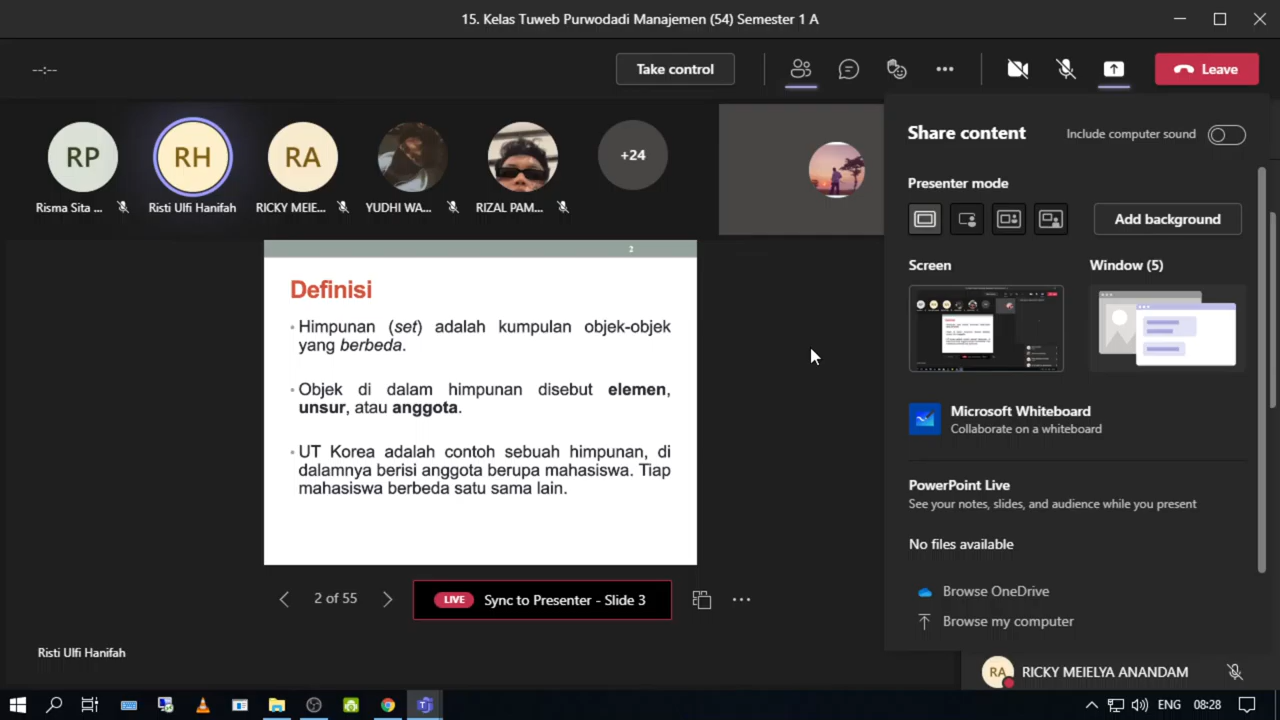 15. Kelas Tuweb Purwodadi Manajemen (54) Semester 1 A
--:--
Take control
Leave
RP
RH
RA
+24
Risma Sita ...
Risti Ulfi Hanifah
RICKY MEIE...
YUDHI WA...
RIZAL PAM...
Share content
Include computer sound
Presenter mode
Add background
Screen
Window (5)
Microsoft Whiteboard
Collaborate on a whiteboard
PowerPoint Live
See your notes, slides, and audience while you present
No files available
Browse OneDrive
Browse my computer
2
Definisi
• Himpunan (set) adalah kumpulan objek-objek
yang berbeda.
• Objek di dalam himpunan disebut elemen,
unsur, atau anggota.
• UT Korea adalah contoh sebuah himpunan, di
dalamnya berisi anggota berupa mahasiswa. Tiap
mahasiswa berbeda satu sama lain.
2 of 55
LIVE Sync to Presenter - Slide 3
Risti Ulfi Hanifah
RA RICKY MEIELYA ANANDAM
ENG 08:28